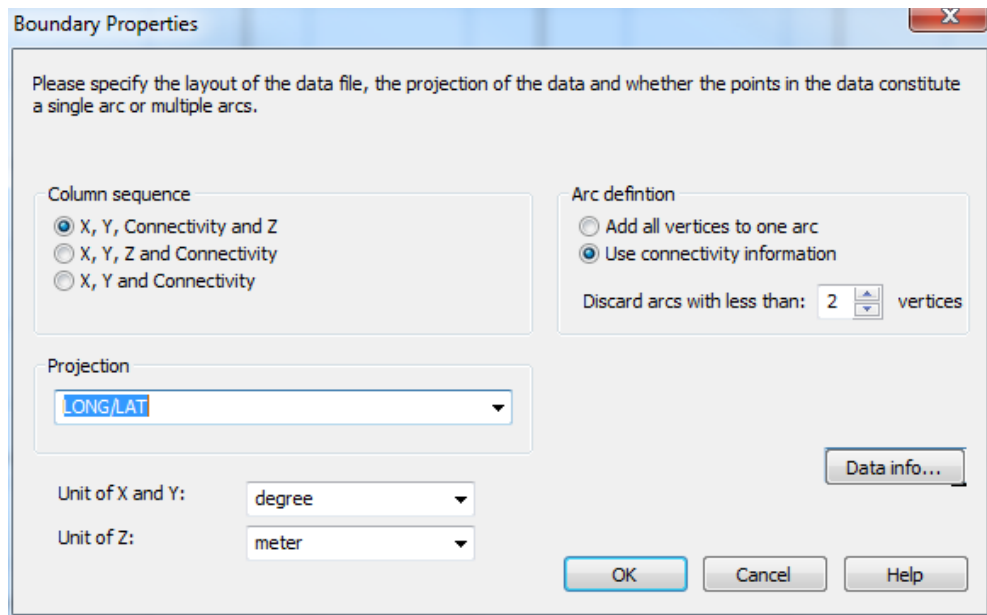 Boundary Properties
Please specify the layout of the data file, the projection of the data and whether the points in the data constitute
a single arc or multiple arcs.
Column sequence
X, Y, Connectivity and Z
X, Y, Z and Connectivity
X, Y and Connectivity
Arc defintion
Add all vertices to one arc
Use connectivity information
Discard arcs with less than: 2 vertices
Projection
LONG/LAT
Data info...
Unit of X and Y: degree
Unit of Z: meter
OK Cancel Help